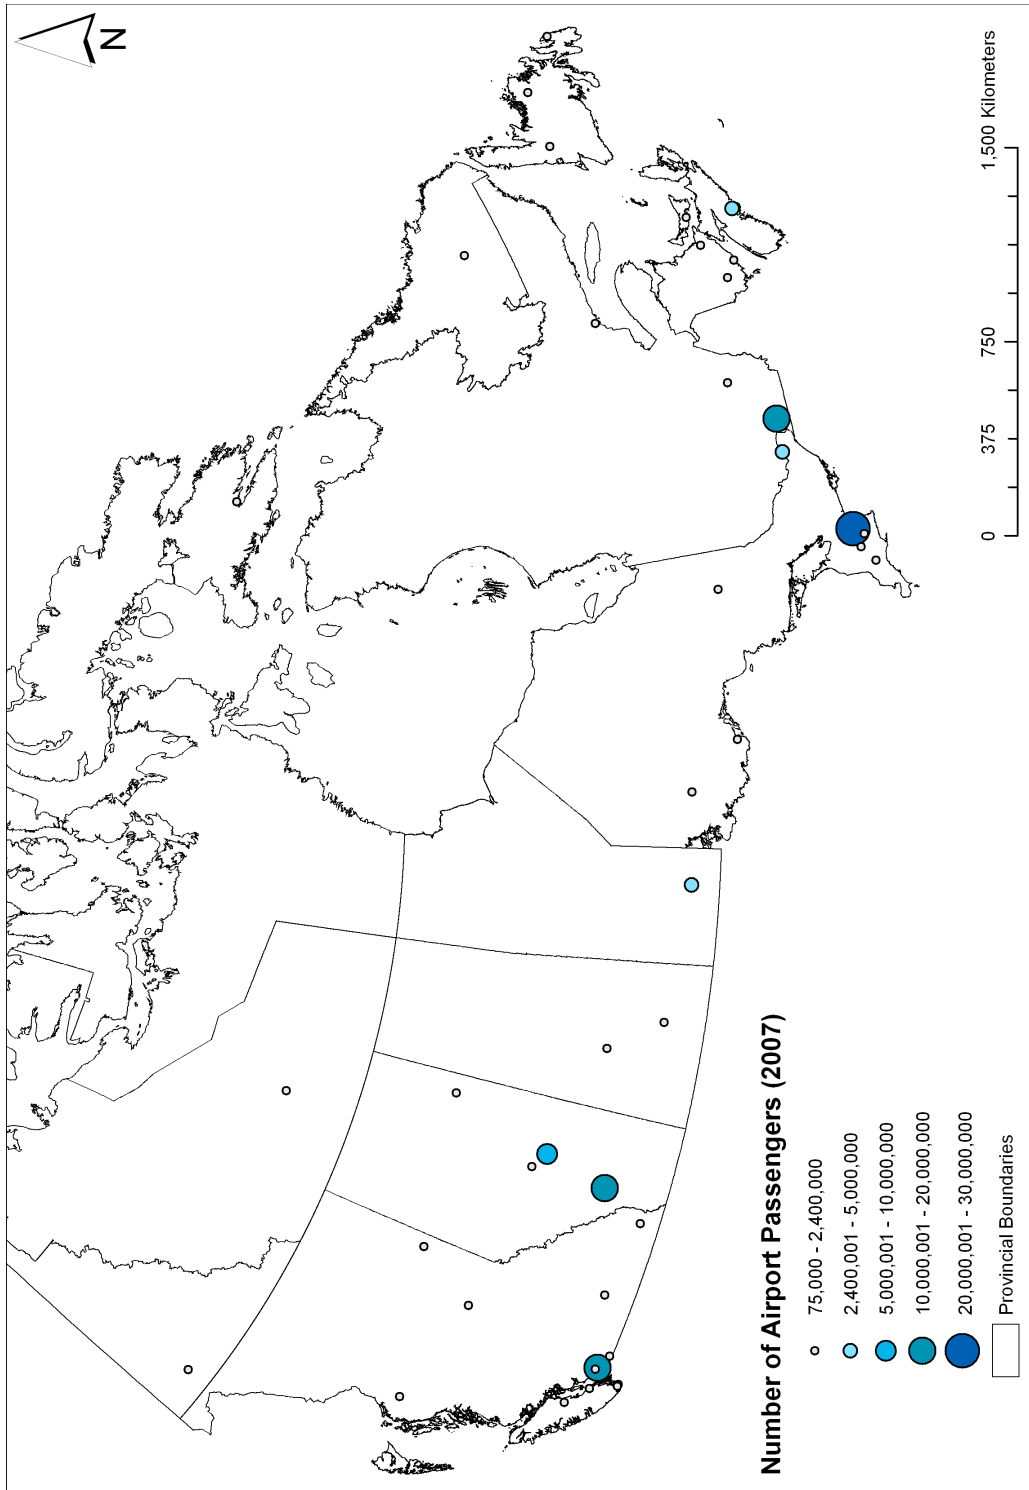 N
Number of Airport Passengers (2007)
75,000 - 2,400,000
2,400,001 - 5,000,000
5,000,001 - 10,000,000
10,000,001 - 20,000,000
20,000,001 - 30,000,000
Provincial Boundaries
0 375 750 1,500 Kilometers